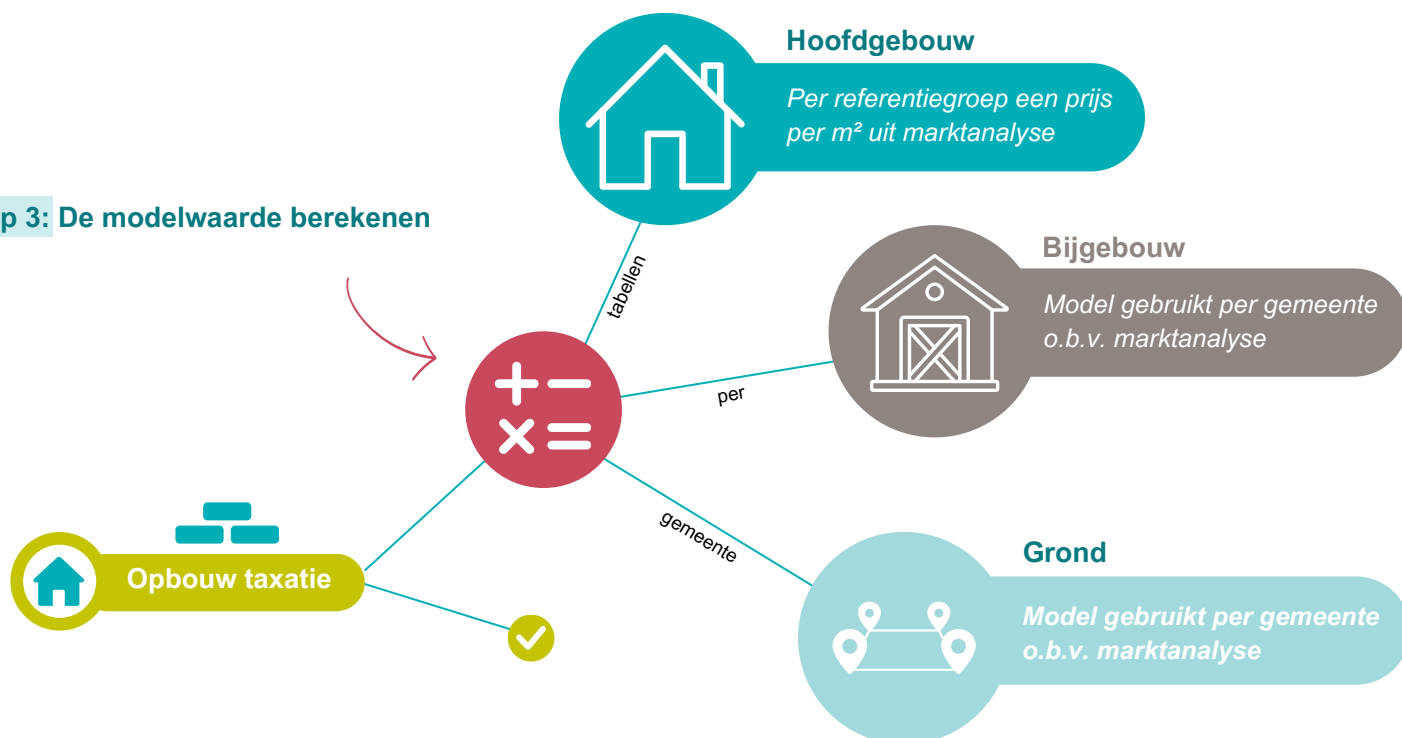 Hoofdgebouw
Per referentiegroep een prijs
per m² uit marktanalyse
p 3: De modelwaarde berekenen
tabellen
Bijgebouw
Model gebruikt per gemeente
o.b.v. marktanalyse
per
gemeente
Grond
Model gebruikt per gemeente
o.b.v. marktanalyse
Opbouw taxatie